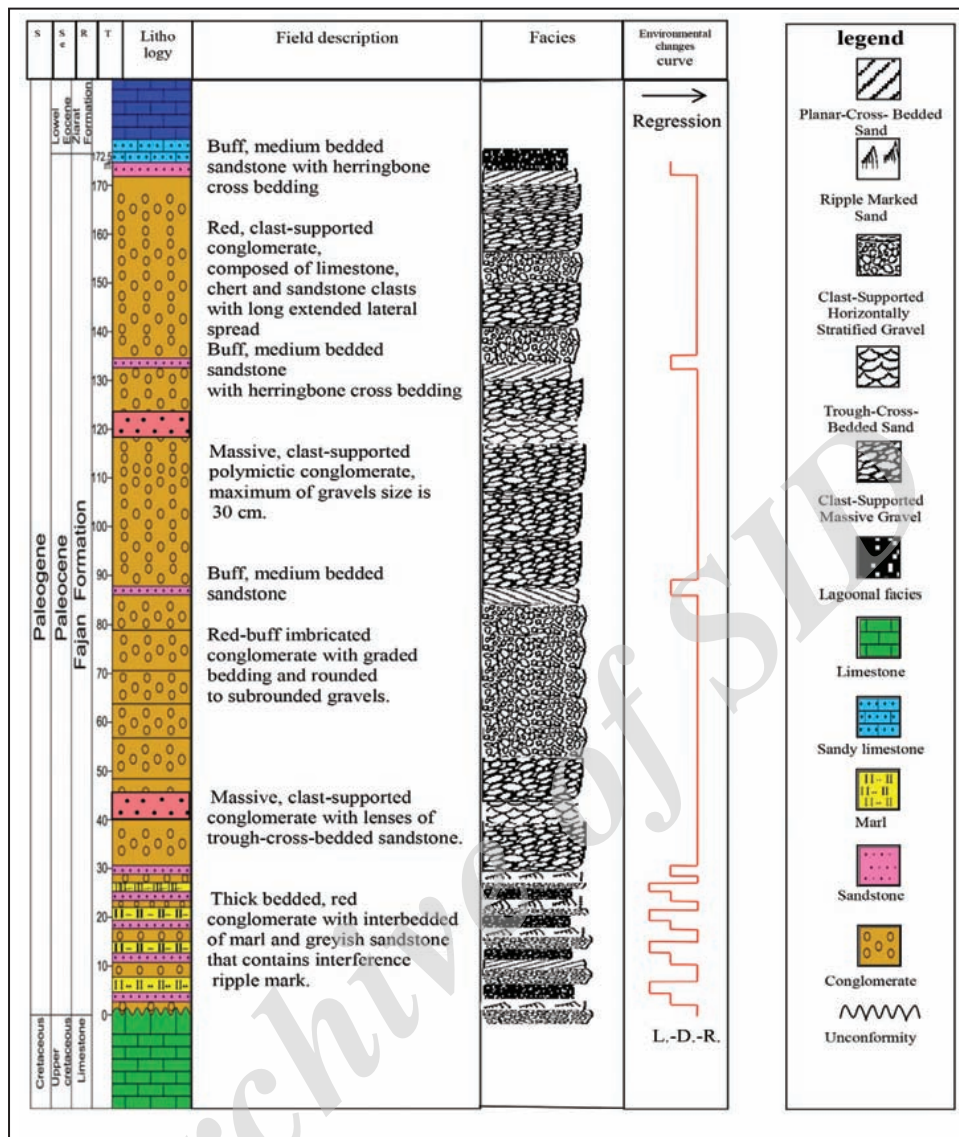 S
S e
R
T
Litho
logy
Field description
Facies
Environmental
changes
curve
Lowel
Eocene
Ziarat
Formation
Paleogene
Paleocene
Fajan Formation
Cretaceous
Upper
cretaceous
Limestone
172.5
170
160
150
140
130
120
110
100
90
80
70
60
50
40
30
20
10
0
Buff, medium bedded
sandstone with herringbone
cross bedding
Red, clast-supported
conglomerate,
composed of limestone,
chert and sandstone clasts
with long extended lateral
spread
Buff, medium bedded
sandstone
with herringbone cross bedding
Massive, clast-supported
polymictic conglomerate,
maximum of gravels size is
30 cm.
Buff, medium bedded
sandstone
Red-buff imbricated
conglomerate with graded
bedding and rounded
to subrounded gravels.
Massive, clast-supported
conglomerate with lenses of
trough-cross-bedded sandstone.
Thick bedded, red
conglomerate with interbedded
of marl and greyish sandstone
that contains interference
ripple mark.
Regression
L.-D.-R.
legend
Planar-Cross- Bedded
Sand
Ripple Marked
Sand
Clast-Supported
Horizontally
Stratified Gravel
Trough-Cross-
Bedded Sand
Clast-Supported
Massive Gravel
Lagoonal facies
Limestone
Sandy limestone
Marl
Sandstone
Conglomerate
Unconformity
Archive of SID